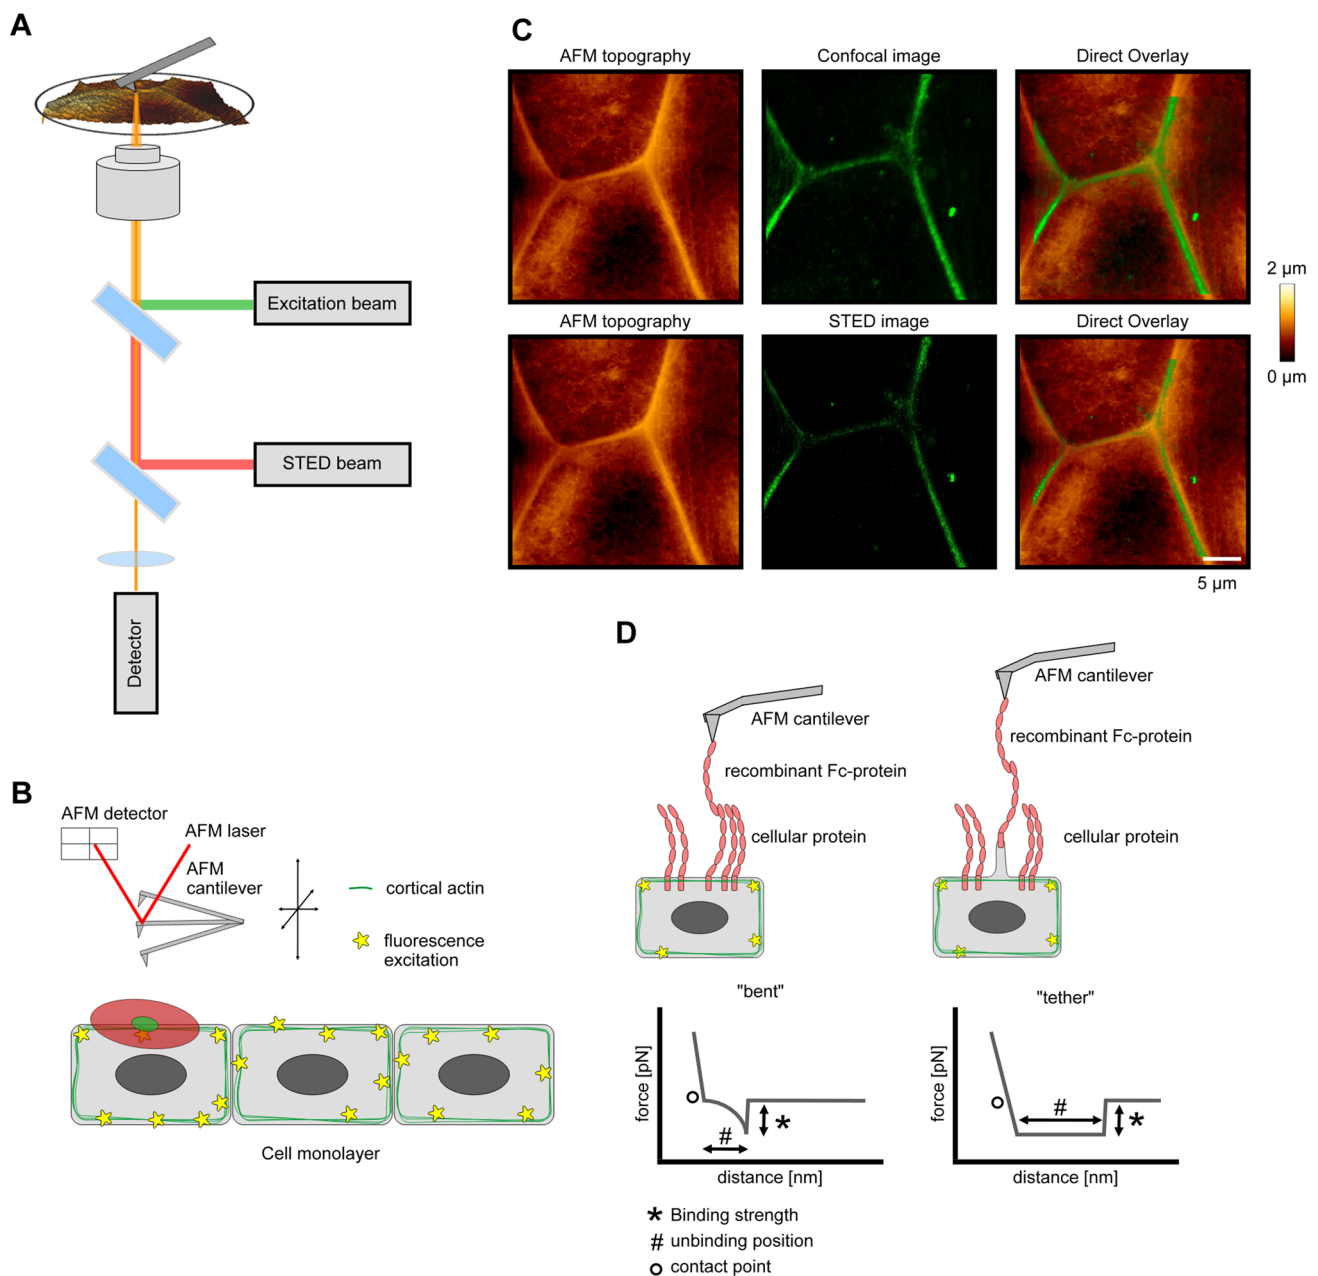 A
Excitation beam
STED beam
Detector
B
AFM detector
AFM laser
AFM
cantilever
cortical actin
fluorescence
excitation
Cell monolayer
C
AFM topography
Confocal image
Direct Overlay
AFM topography
STED image
Direct Overlay
2 µm
0 µm
5 µm
D
AFM cantilever
recombinant Fc-protein
cellular protein
AFM cantilever
recombinant Fc-protein
cellular protein
"bent"
"tether"
force [pN]
#
*
distance [nm]
force [pN]
#
*
distance [nm]
* Binding strength
# unbinding position
contact point